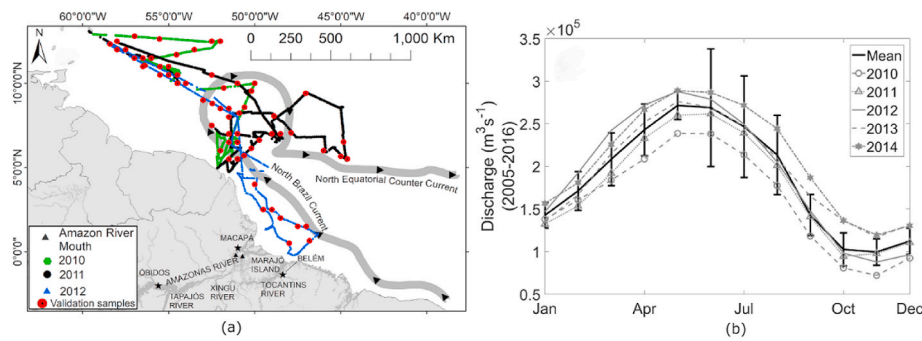 60°0'0"W 55°0'0"W 50°0'0"W 45°0'0"W 40°0'0"W
N
0 250 500 1,000 Km
10°0'0"N
5°0'0"N
0°0'0"
North Equatorial Counter Current
North Brazil Current
Amazon River
Mouth
2010
2011
2012
Validation samples
MACAPÁ
MARAJÓ
ISLAND
BELÉM
ÓBIDOS
AMAZONAS RIVER
TAPAJÓS
RIVER
XINGU
RIVER
TOCANTINS
RIVER
(a)
x 10⁵
3.5
3
2.5
2
1.5
1
0.5
Discharge (m³s⁻¹)
(2005-2016)
Jan Apr Jul Oct Dec
Mean
2010
2011
2012
2013
2014
(b)